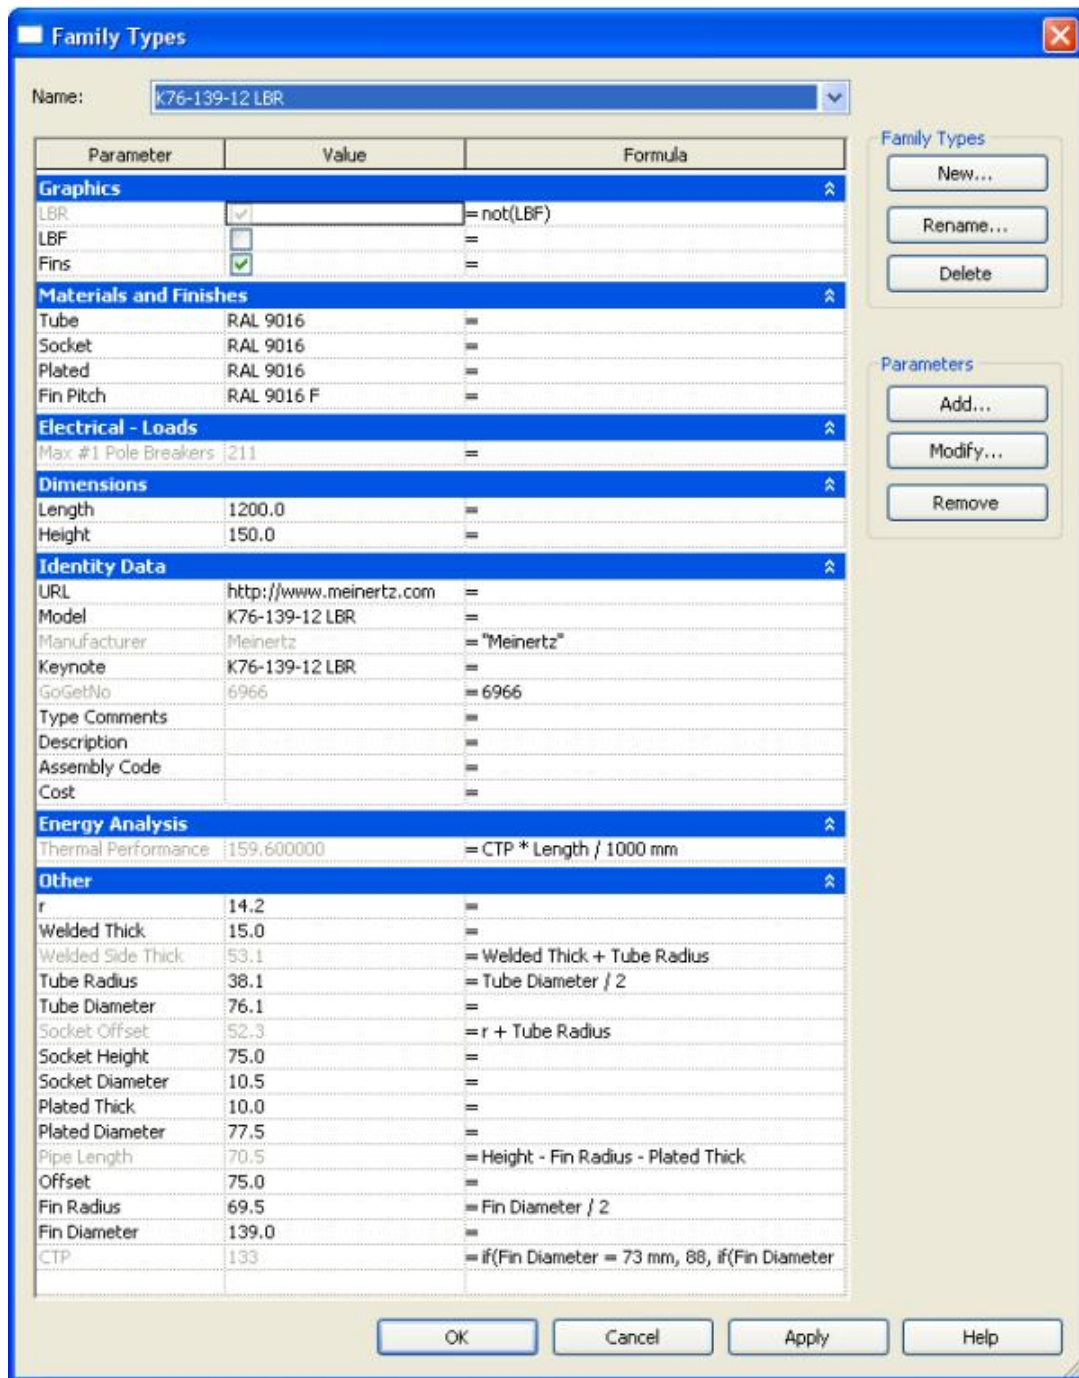 Family Types
Name: K76-139-12 LBR
Parameter Value Formula
Graphics
LBR = not(LBF)
LBF =
Fins =
Materials and Finishes
Tube RAL 9016 =
Socket RAL 9016 =
Plated RAL 9016 =
Fin Pitch RAL 9016 F =
Electrical - Loads
Max #1 Pole Breakers 211 =
Dimensions
Length 1200.0 =
Height 150.0 =
Identity Data
URL http://www.meinertz.com =
Model K76-139-12 LBR =
Manufacturer Meinertz = "Meinertz"
Keynote K76-139-12 LBR =
GoGetNo 6966 = 6966
Type Comments =
Description =
Assembly Code =
Cost =
Energy Analysis
Thermal Performance 159.600000 = CTP * Length / 1000 mm
Other
r 14.2 =
Welded Thick 15.0 =
Welded Side Thick 53.1 = Welded Thick + Tube Radius
Tube Radius 38.1 = Tube Diameter / 2
Tube Diameter 76.1 =
Socket Offset 52.3 = r + Tube Radius
Socket Height 75.0 =
Socket Diameter 10.5 =
Plated Thick 10.0 =
Plated Diameter 77.5 =
Pipe Length 70.5 = Height - Fin Radius - Plated Thick
Offset 75.0 =
Fin Radius 69.5 = Fin Diameter / 2
Fin Diameter 139.0 =
CTP 133 = if(Fin Diameter = 73 mm, 88, if(Fin Diameter
Family Types
New...
Rename...
Delete
Parameters
Add...
Modify...
Remove
OK Cancel Apply Help